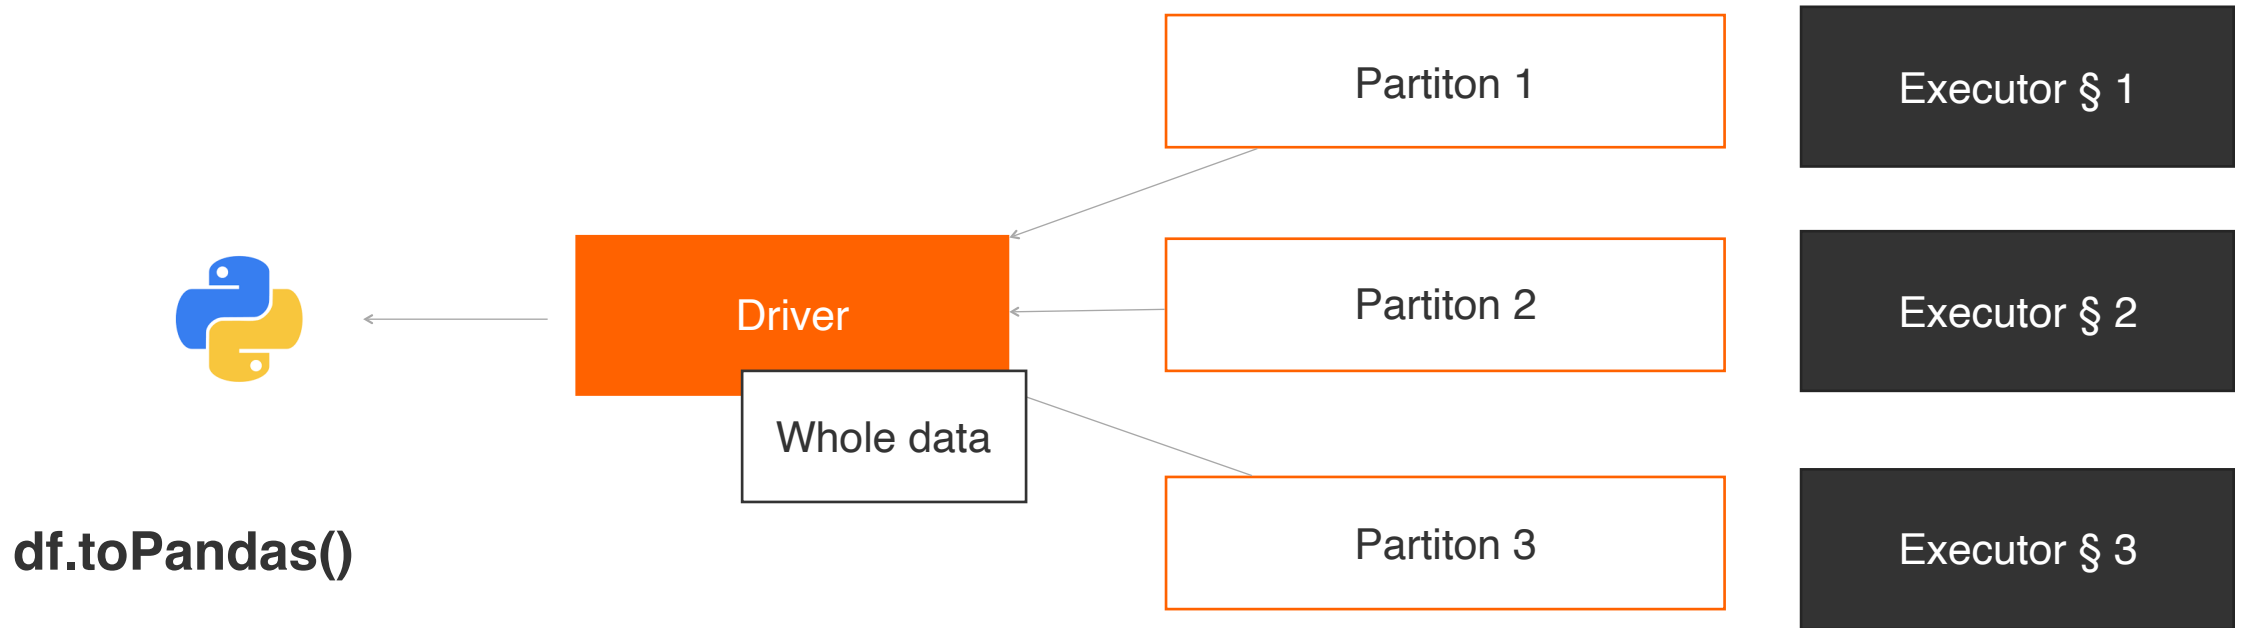 Partiton 1
Executor § 1
Driver
Partiton 2
Executor § 2
Whole data
df.toPandas()
Partiton 3
Executor § 3